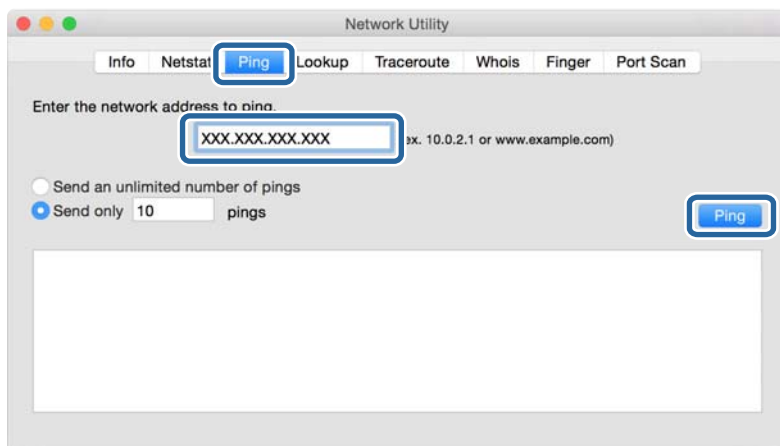 Network Utility
Info Netstat Ping Lookup Traceroute Whois Finger Port Scan
Enter the network address to ping.
XXX.XXX.XXX.XXX ex. 10.0.2.1 or www.example.com)
Send an unlimited number of pings
Send only 10 pings
Ping